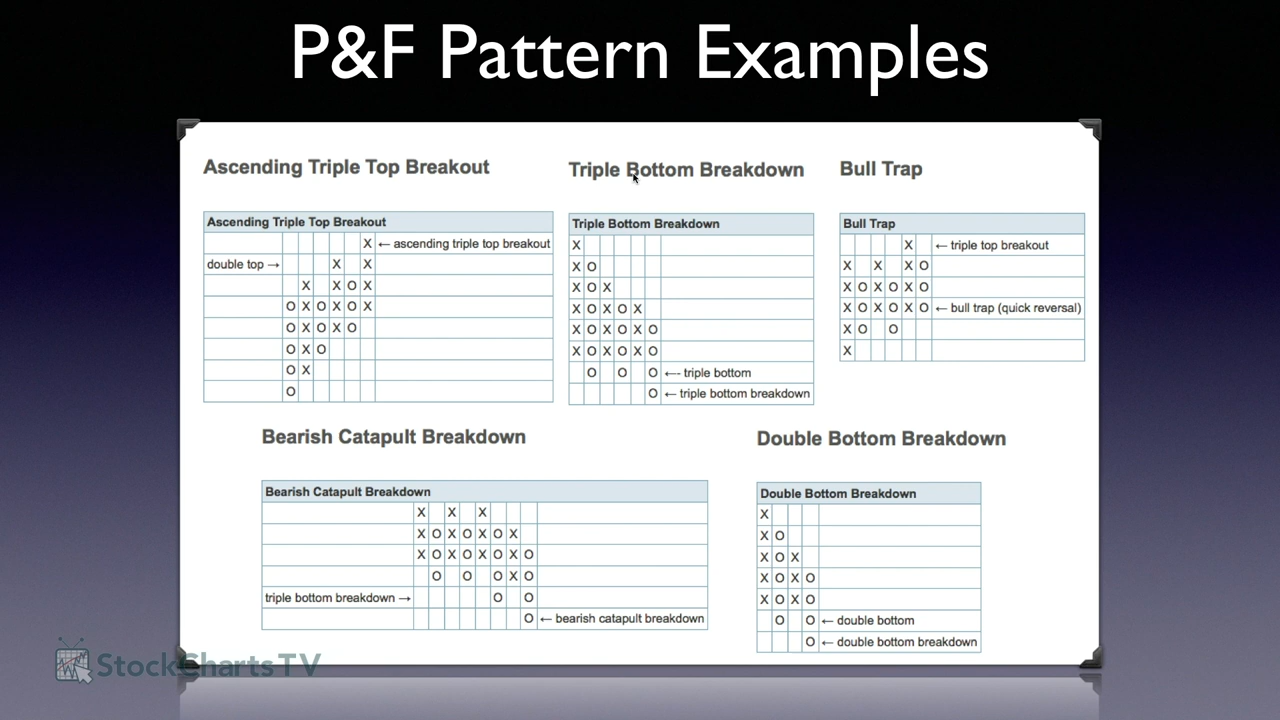 P&F Pattern Examples
Ascending Triple Top Breakout
Ascending Triple Top Breakout
X ← ascending triple top breakout
double top → X X
X X O X
O X O X O X
O X O X O
O X O
O X
O
Triple Bottom Breakdown
Triple Bottom Breakdown
X
X O
X O X
X O X O X
X O X O X O
X O X O X O
O O O ←- triple bottom
O ← triple bottom breakdown
Bull Trap
Bull Trap
X ← triple top breakout
X X X O
X O X O X O
X O X O X O ← bull trap (quick reversal)
X O O
X
Bearish Catapult Breakdown
Bearish Catapult Breakdown
X X X
X O X O X O X
X O X O X O X O
O O O X O
triple bottom breakdown → O O
O ← bearish catapult breakdown
Double Bottom Breakdown
Double Bottom Breakdown
X
X O
X O X
X O X O
X O X O
O O ← double bottom
O ← double bottom breakdown
StockChartsTV